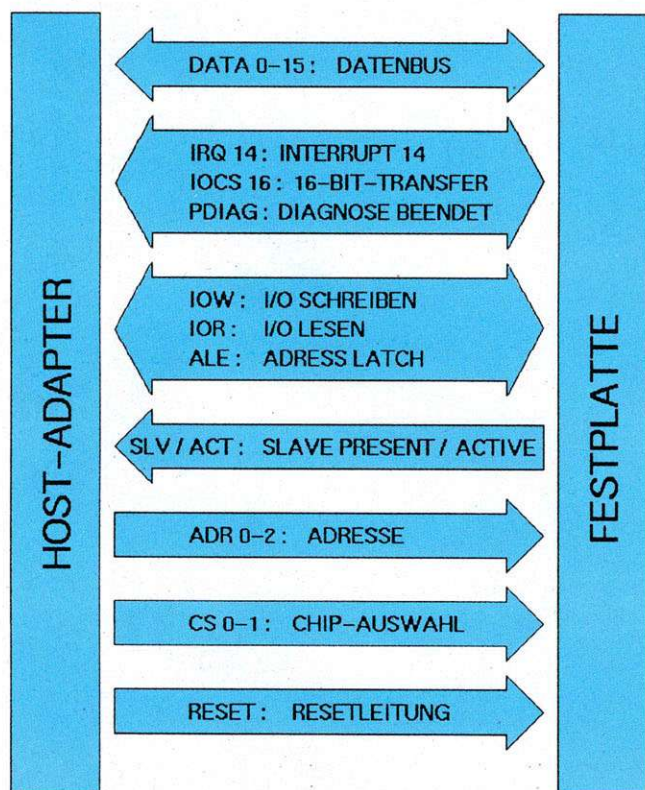 HOST-ADAPTER
DATA 0-15: DATENBUS
IRQ 14: INTERRUPT 14
IOCS 16: 16-BIT-TRANSFER
PDIAG: DIAGNOSE BEENDET
IOW: I/O SCHREIBEN
IOR: I/O LESEN
ALE: ADRESS LATCH
SLV / ACT: SLAVE PRESENT / ACTIVE
ADR 0-2: ADRESSE
CS 0-1: CHIP-AUSWAHL
RESET: RESETLEITUNG
FESTPLATTE